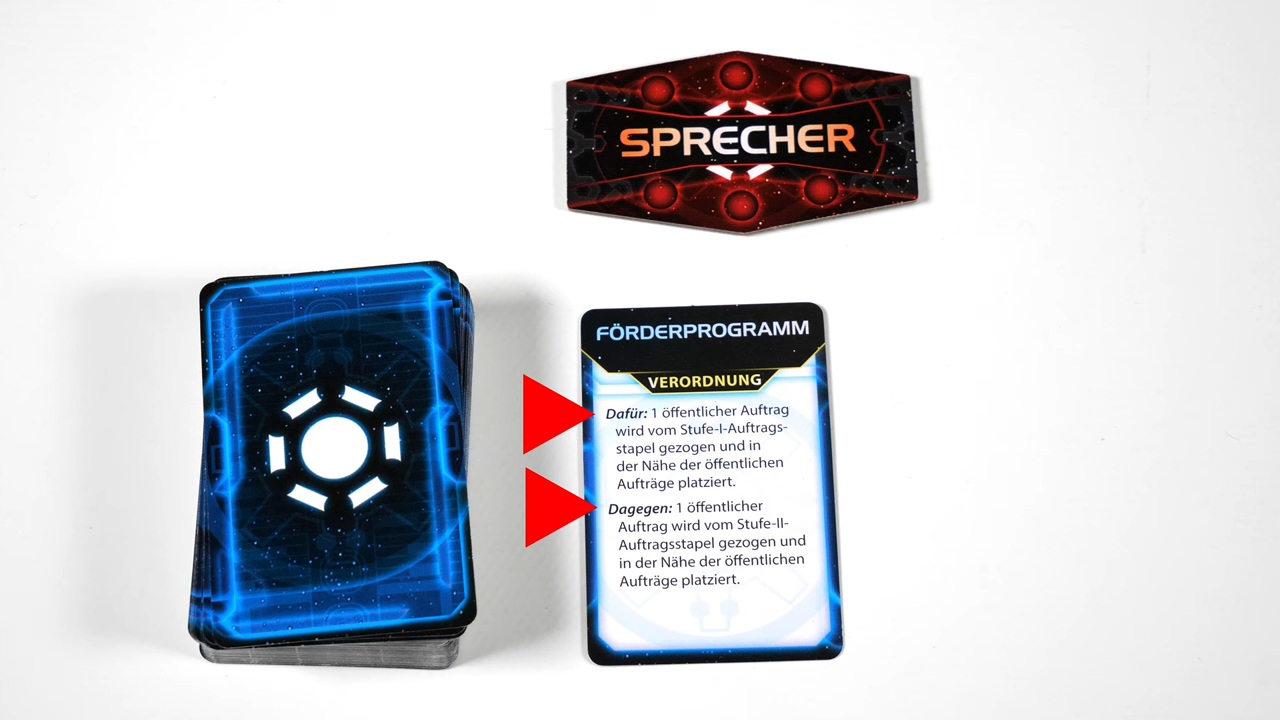 SPRECHER
FÖRDERPROGRAMM
VERORDNUNG
Dafür: 1 öffentlicher Auftrag
wird vom Stufe-I-Auftrags-
stapel gezogen und in
der Nähe der öffentlichen
Aufträge platziert.
Dagegen: 1 öffentlicher
Auftrag wird vom Stufe-II-
Auftragsstapel gezogen und
in der Nähe der öffentlichen
Aufträge platziert.